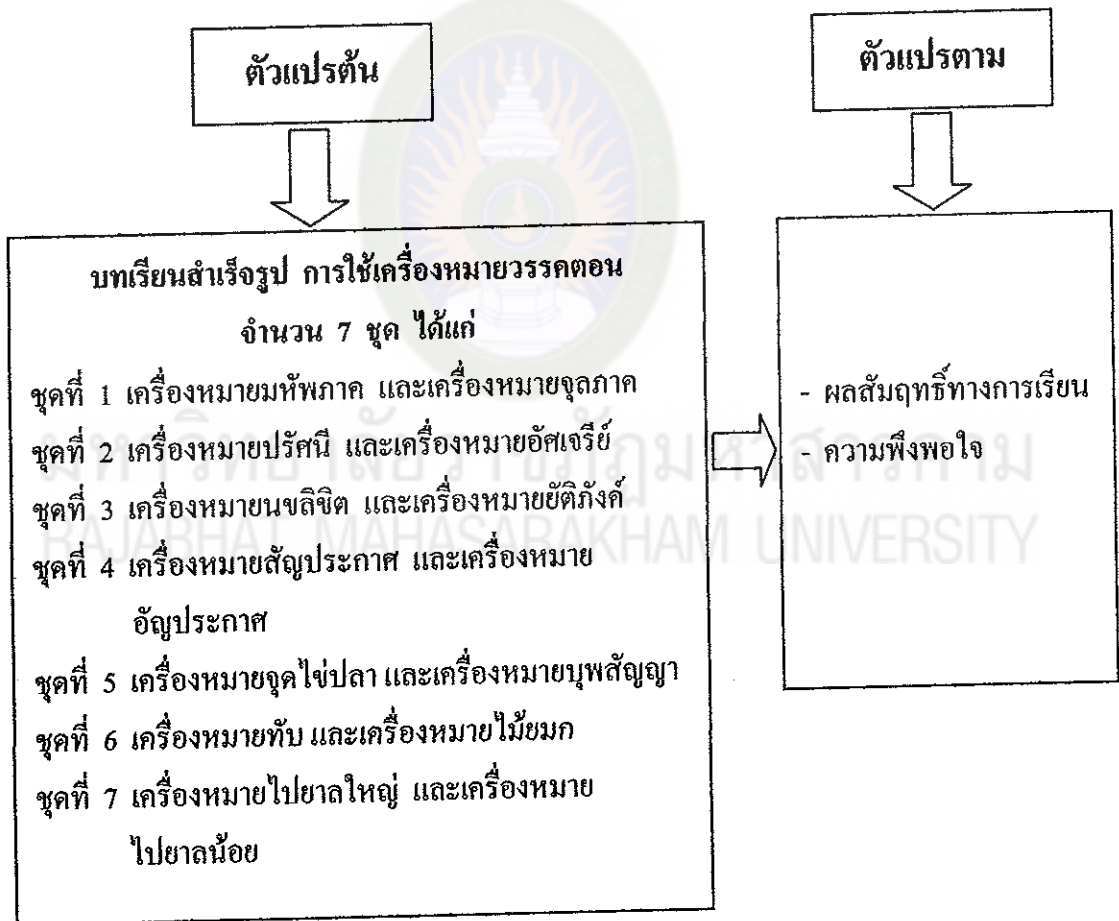 ตัวแปรต้น
ตัวแปรตาม
บทเรียนสำเร็จรูป การใช้เครื่องหมายวรรคตอน
จำนวน 7 ชุด ได้แก่
ชุดที่ 1 เครื่องหมายมหัพภาค และเครื่องหมายจุลภาค
ชุดที่ 2 เครื่องหมายปรัศนี และเครื่องหมายอัศเจรีย์
ชุดที่ 3 เครื่องหมายนขลิขิต และเครื่องหมายยัติภังค์
ชุดที่ 4 เครื่องหมายสัญประกาศ และเครื่องหมาย
อัญประกาศ
ชุดที่ 5 เครื่องหมายจุดไข่ปลา และเครื่องหมายบุพสัญญา
ชุดที่ 6 เครื่องหมายทับ และเครื่องหมายไม้ยมก
ชุดที่ 7 เครื่องหมายไปยาลใหญ่ และเครื่องหมาย
ไปยาลน้อย
- ผลสัมฤทธิ์ทางการเรียน
- ความพึงพอใจ
มหาวิทยาลัยราชภัฏมหาสารคาม
RAJABHAT MAHASARAKHAM UNIVERSITY